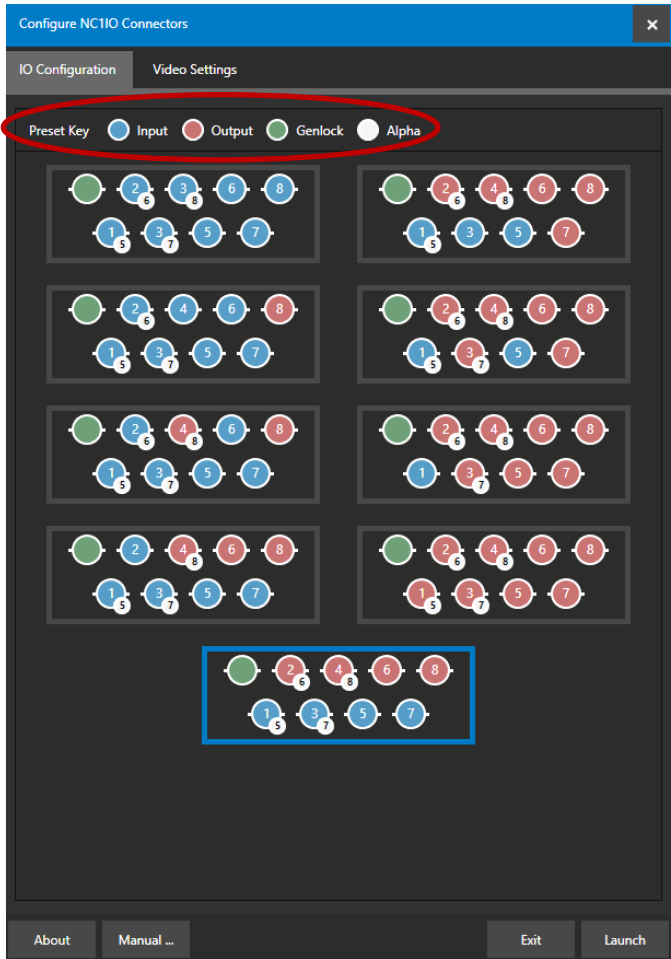 Configure NC1IO Connectors
IO Configuration Video Settings
Preset Key Input Output Genlock Alpha
2 3 6 8
6 8
1 3 5 7
5 7
2 4 6 8
6 8
1 3 5 7
5
2 4 6 8
6
1 3 5 7
5 7
2 4 6 8
6 8
1 3 5 7
5 7
2 4 6 8
6 8
1 3 5 7
5 7
2 4 6 8
6 8
1 3 5 7
7
2 4 6 8
8
1 3 5 7
5 7
2 4 6 8
6 8
1 3 5 7
5 7
2 4 6 8
6 8
1 3 5 7
5 7
About Manual ... Exit Launch